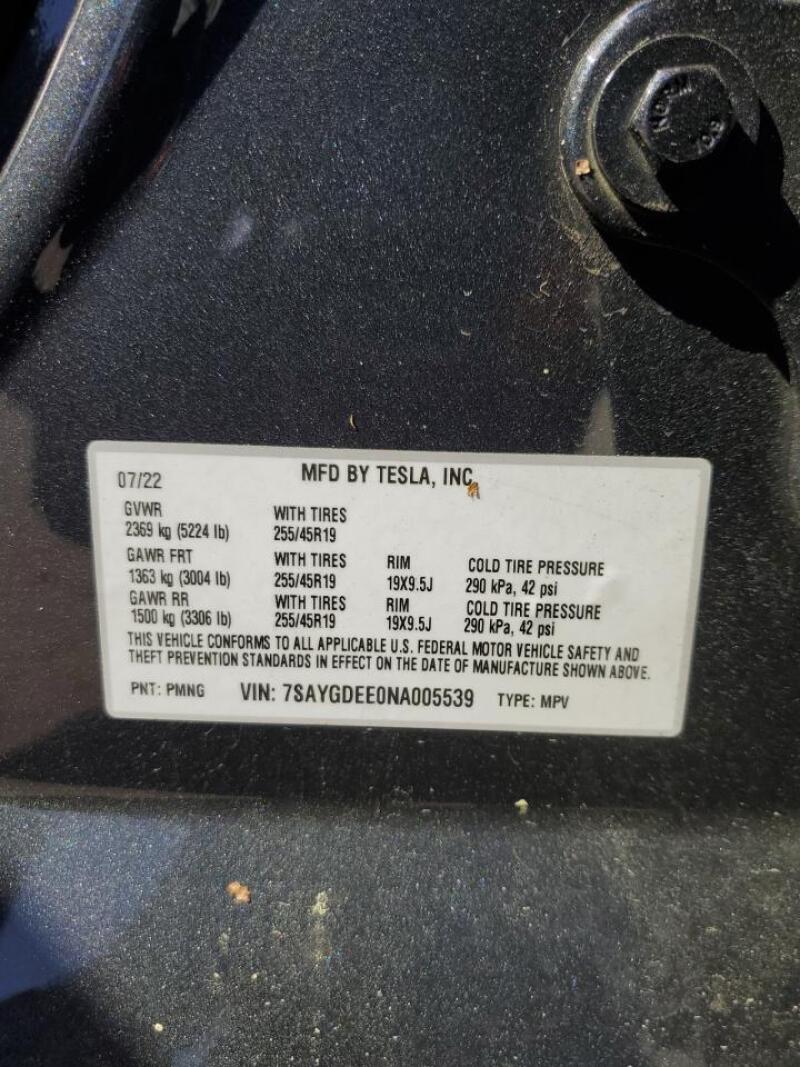 07/22 MFD BY TESLA, INC
GVWR WITH TIRES
2369 kg (5224 lb) 255/45R19
GAWR FRT WITH TIRES RIM COLD TIRE PRESSURE
1363 kg (3004 lb) 255/45R19 19X9.5J 290 kPa, 42 psi
GAWR RR WITH TIRES RIM COLD TIRE PRESSURE
1500 kg (3306 lb) 255/45R19 19X9.5J 290 kPa, 42 psi
THIS VEHICLE CONFORMS TO ALL APPLICABLE U.S. FEDERAL MOTOR VEHICLE SAFETY AND
THEFT PREVENTION STANDARDS IN EFFECT ON THE DATE OF MANUFACTURE SHOWN ABOVE.
PNT: PMNG VIN: 7SAYGDEE0NA005539 TYPE: MPV